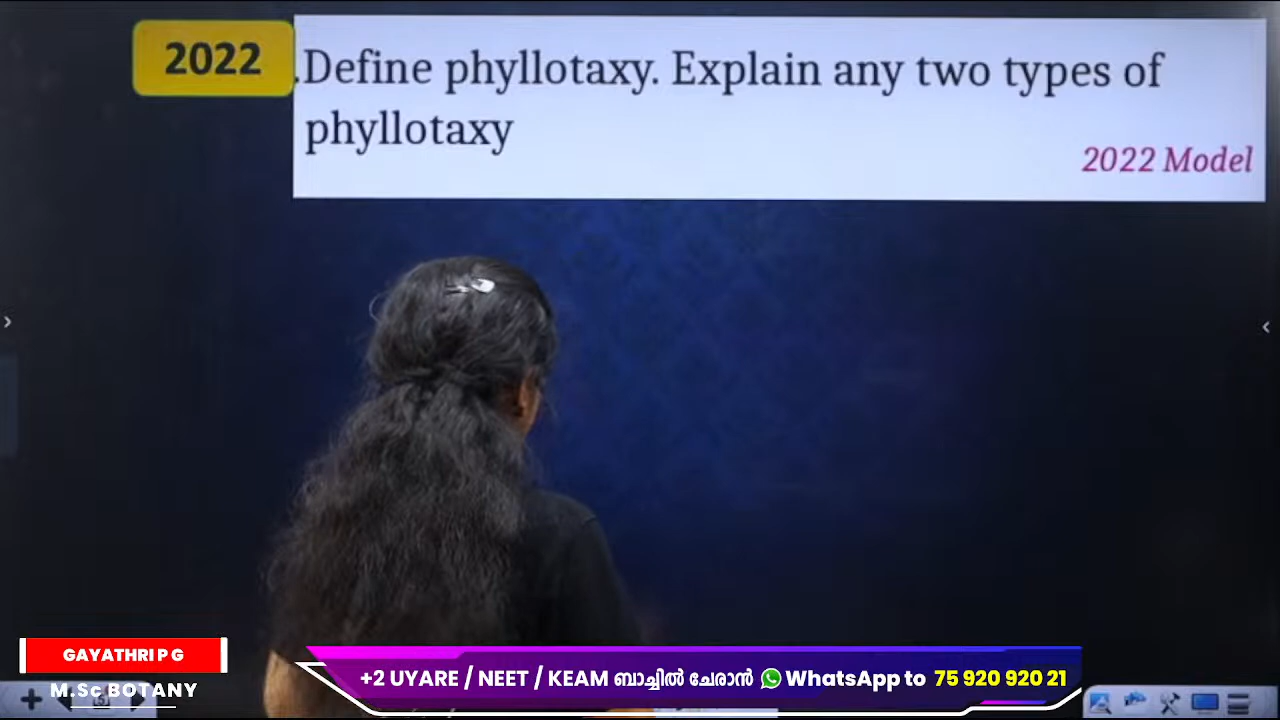 2022
.Define phyllotaxy. Explain any two types of
phyllotaxy
2022 Model
GAYATHRI P G
M.Sc BOTANY
+2 UYARE / NEET / KEAM ബാച്ചിൽ ചേരാൻ WhatsApp to 75 920 920 21